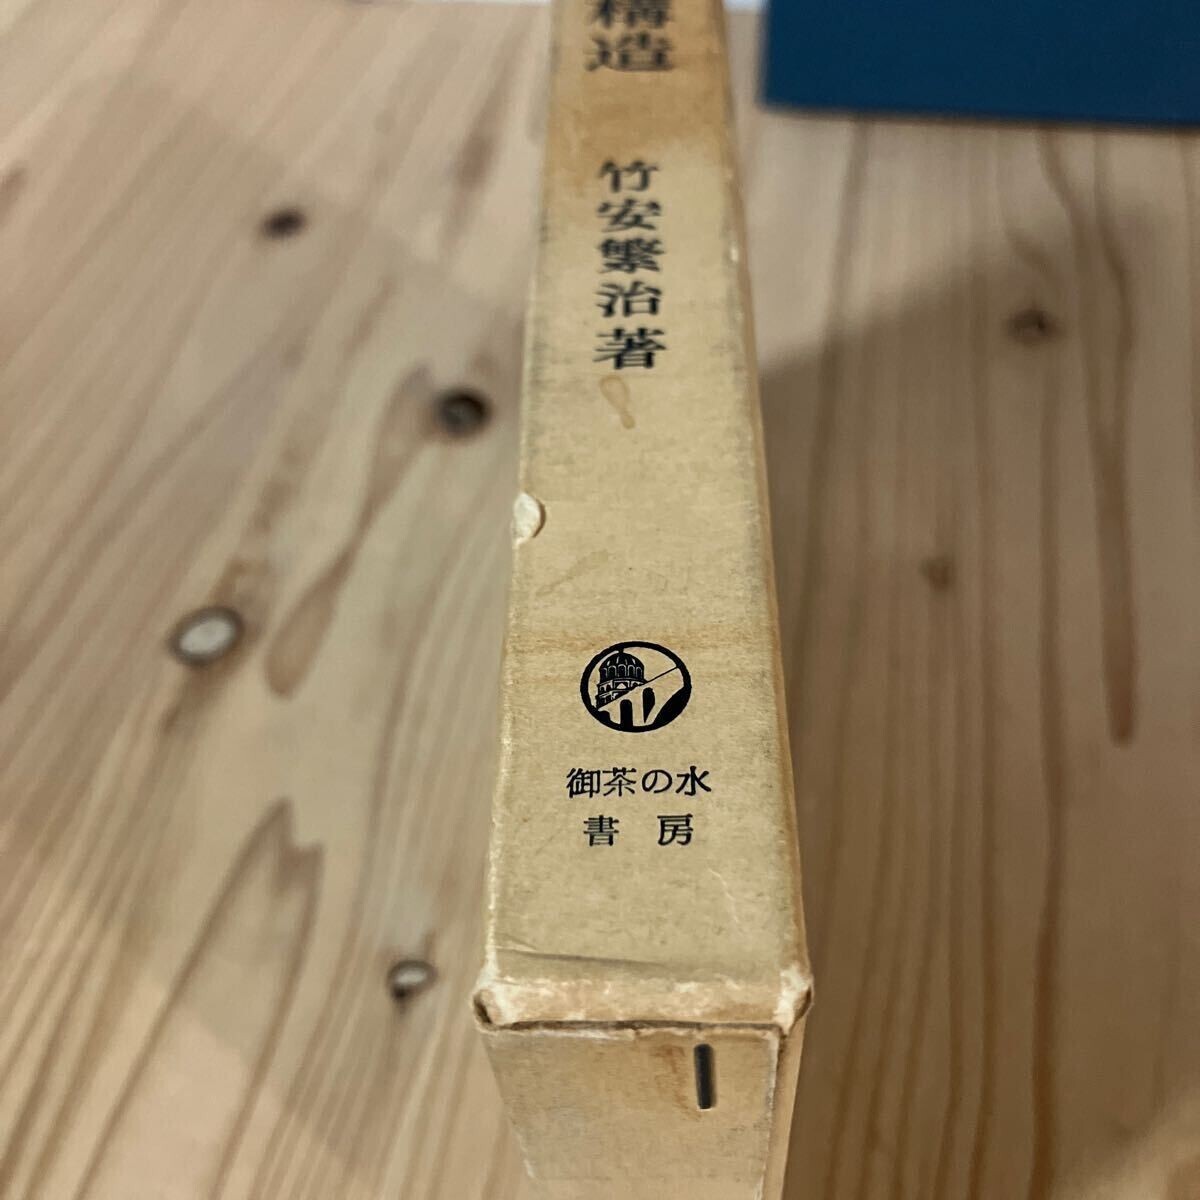 構造
竹安繁治著
御茶の水
書房